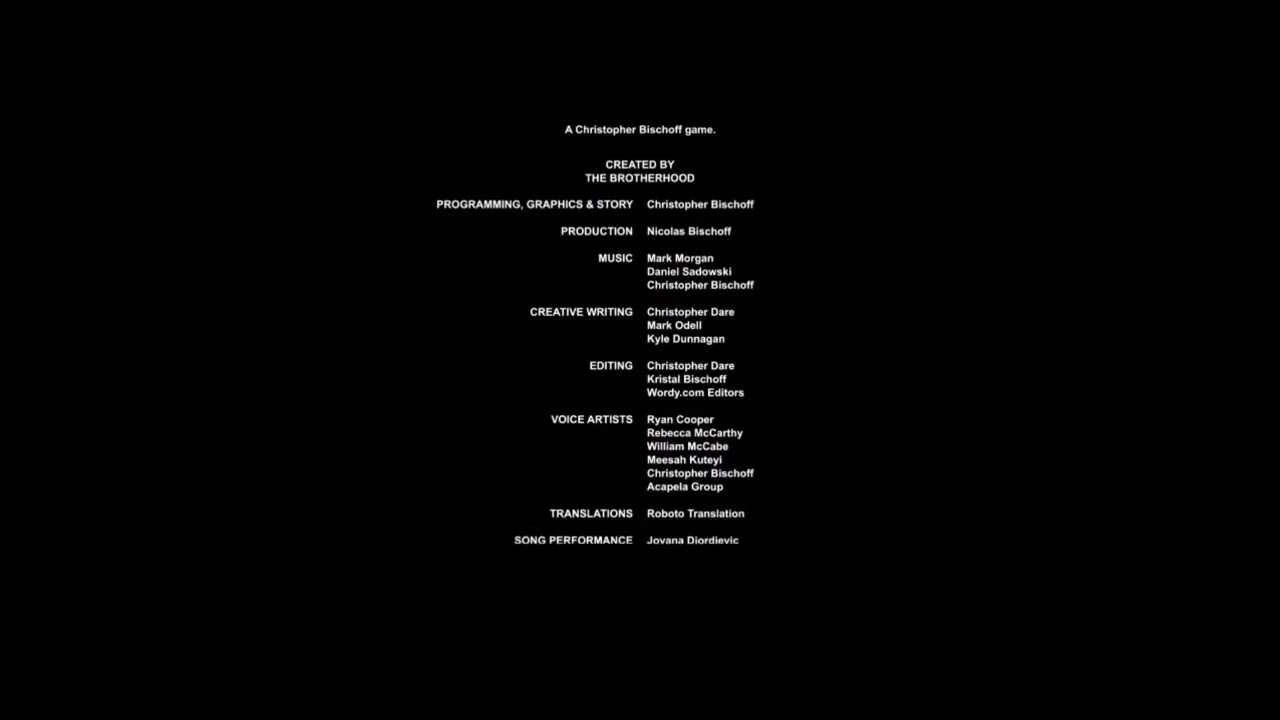 A Christopher Bischoff game.
CREATED BY
THE BROTHERHOOD
PROGRAMMING, GRAPHICS & STORY Christopher Bischoff
PRODUCTION Nicolas Bischoff
MUSIC Mark Morgan
Daniel Sadowski
Christopher Bischoff
CREATIVE WRITING Christopher Dare
Mark Odell
Kyle Dunnagan
EDITING Christopher Dare
Kristal Bischoff
Wordy.com Editors
VOICE ARTISTS Ryan Cooper
Rebecca McCarthy
William McCabe
Meesah Kuteyi
Christopher Bischoff
Acapela Group
TRANSLATIONS Roboto Translation
SONG PERFORMANCE Jovana Djordjevic